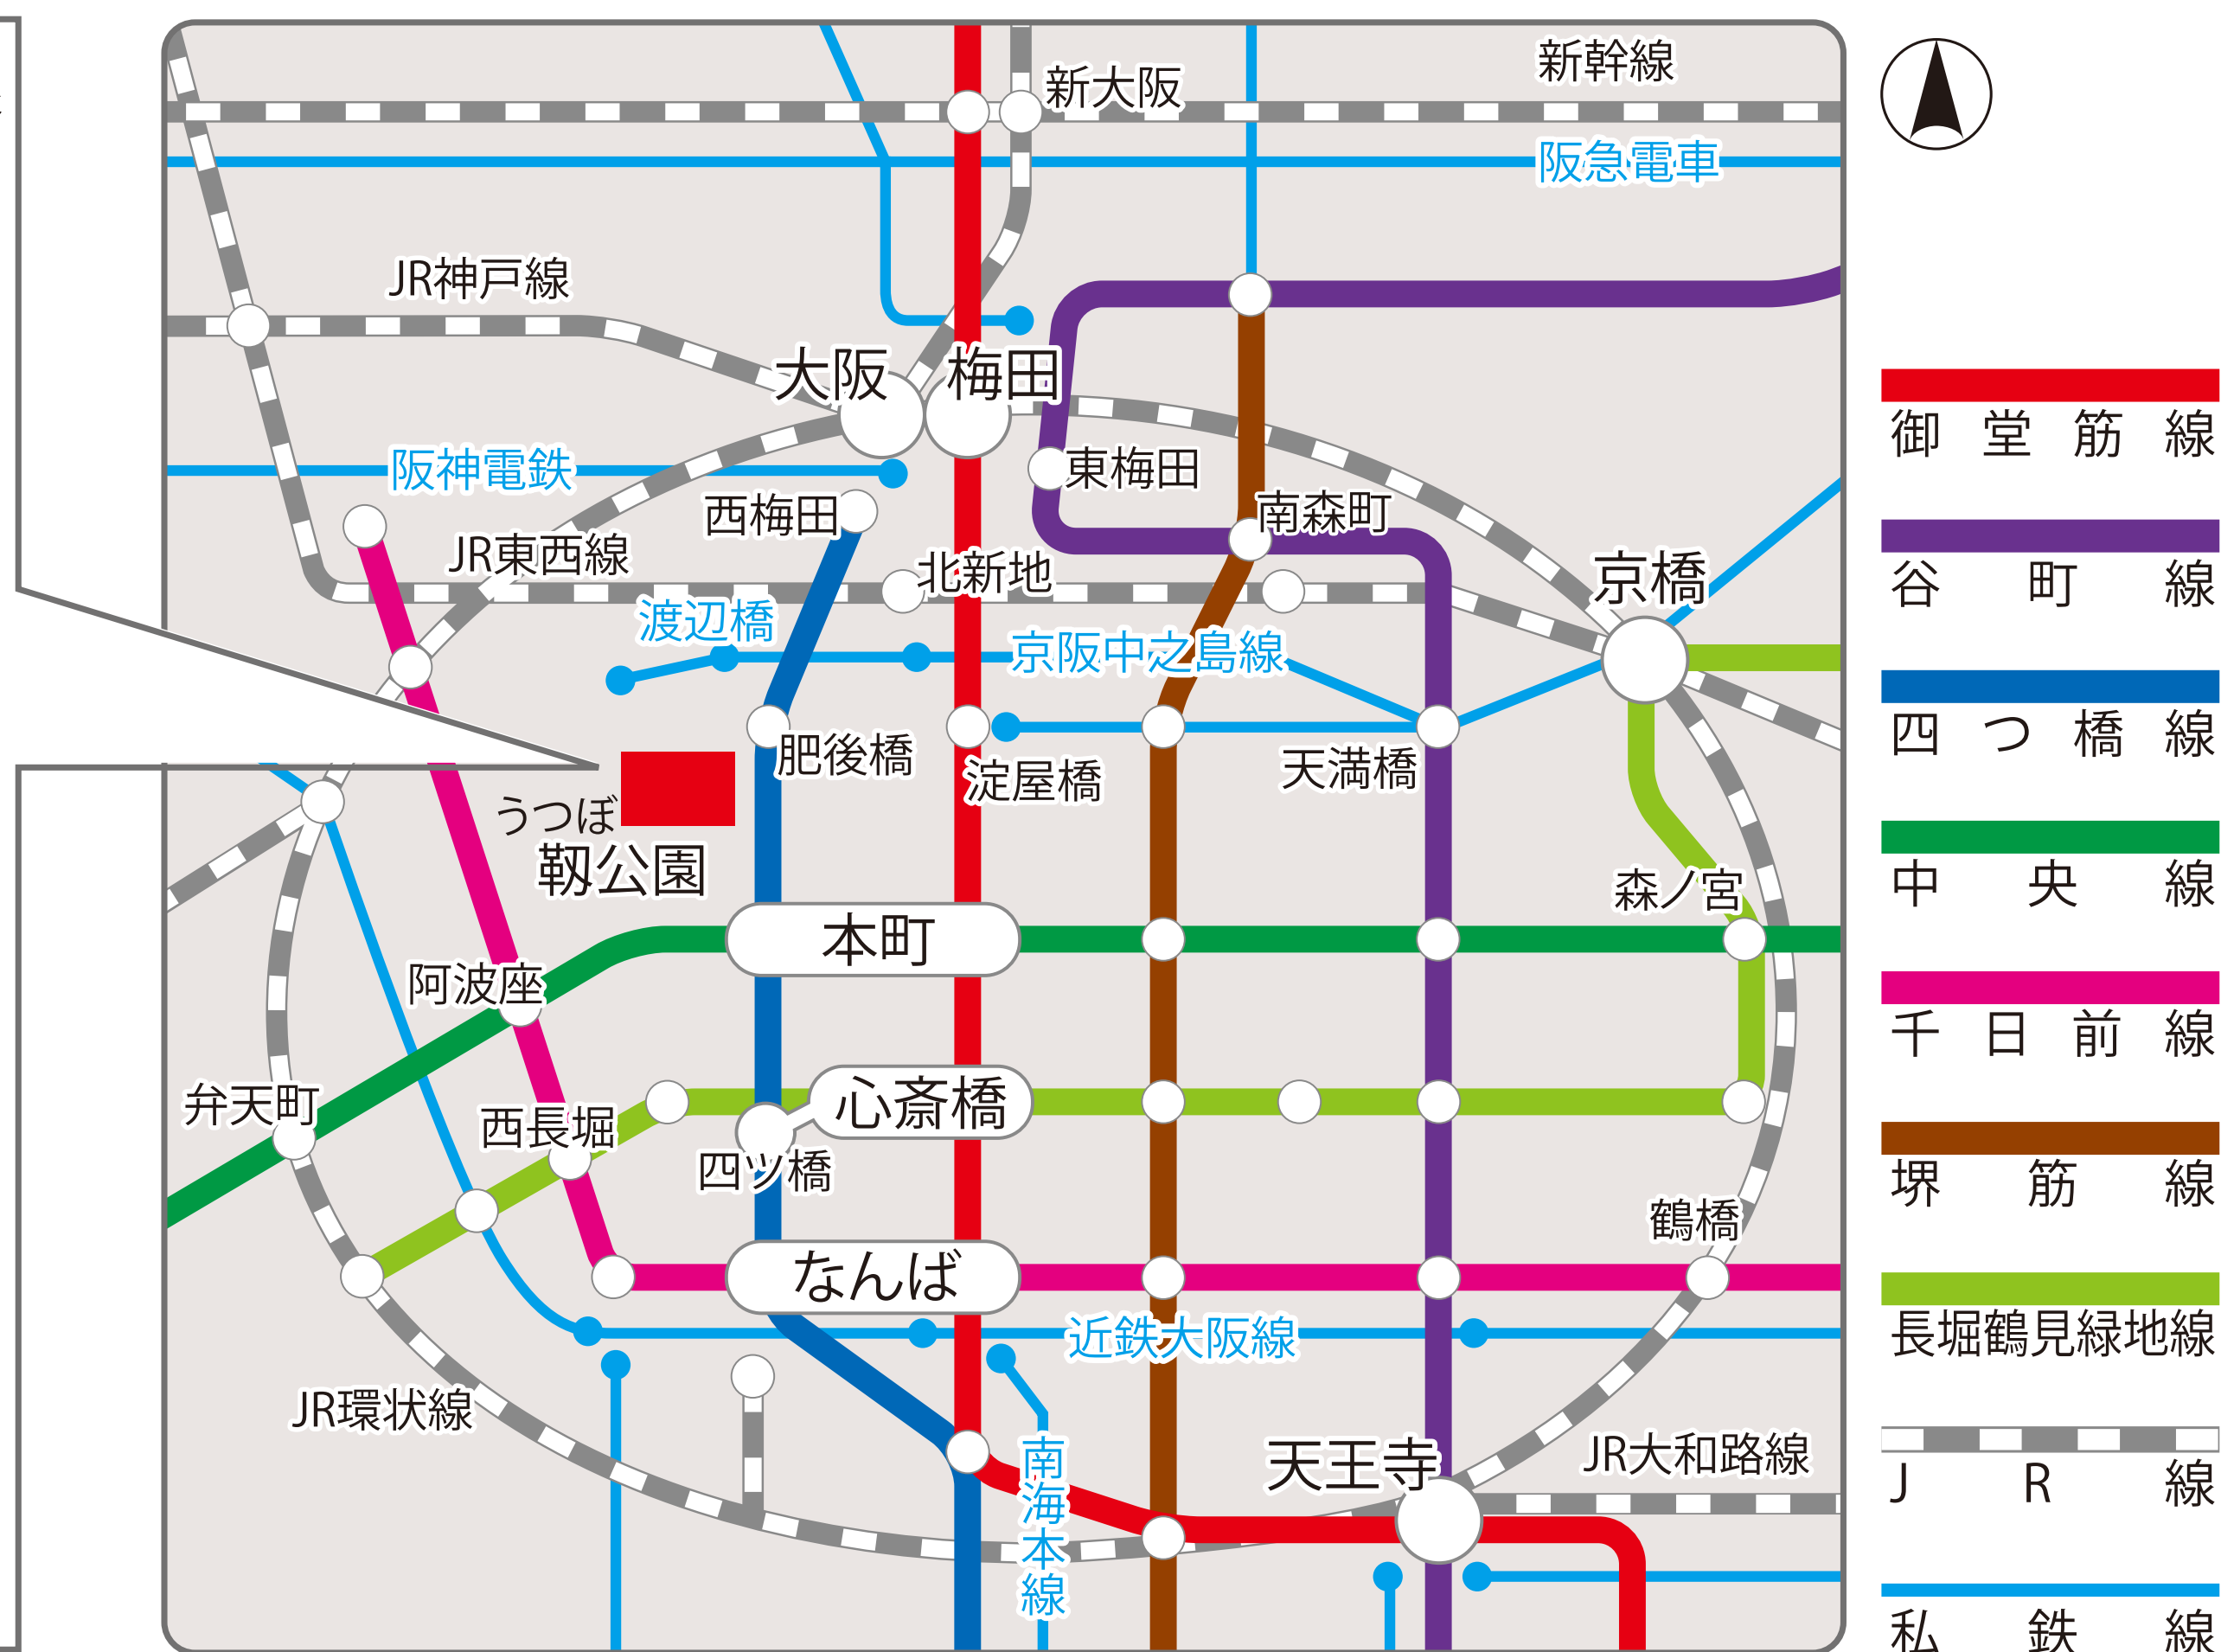 新幹線
新大阪
阪急電車
JR神戸線
大阪
梅田
阪神電鉄
東梅田
西梅田
南森町
JR東西線
北新地
京橋
渡辺橋
京阪中之島線
肥後橋
淀屋橋
天満橋
うつぼ
靱公園
森ノ宮
本町
阿波座
弁天町
西長堀
心斎橋
四ツ橋
鶴橋
なんば
近鉄大阪線
JR環状線
南海本線
天王寺
JR大和路線
御堂筋線
谷町線
四つ橋線
中央線
千日前線
堺筋線
長堀鶴見緑地線
JR線
私鉄線